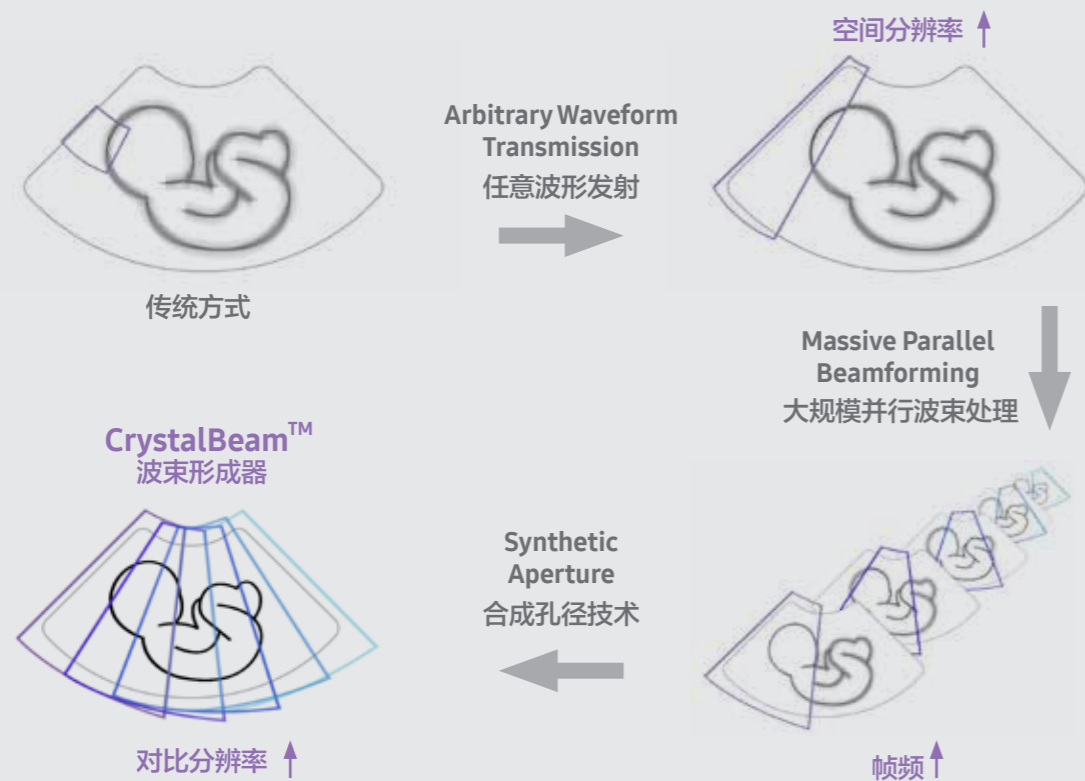 空间分辨率
Arbitrary Waveform
Transmission
任意波形发射
传统方式
Massive Parallel
Beamforming
大规模并行波束处理
CrystalBeam™
波束形成器
Synthetic
Aperture
合成孔径技术
对比分辨率
帧频